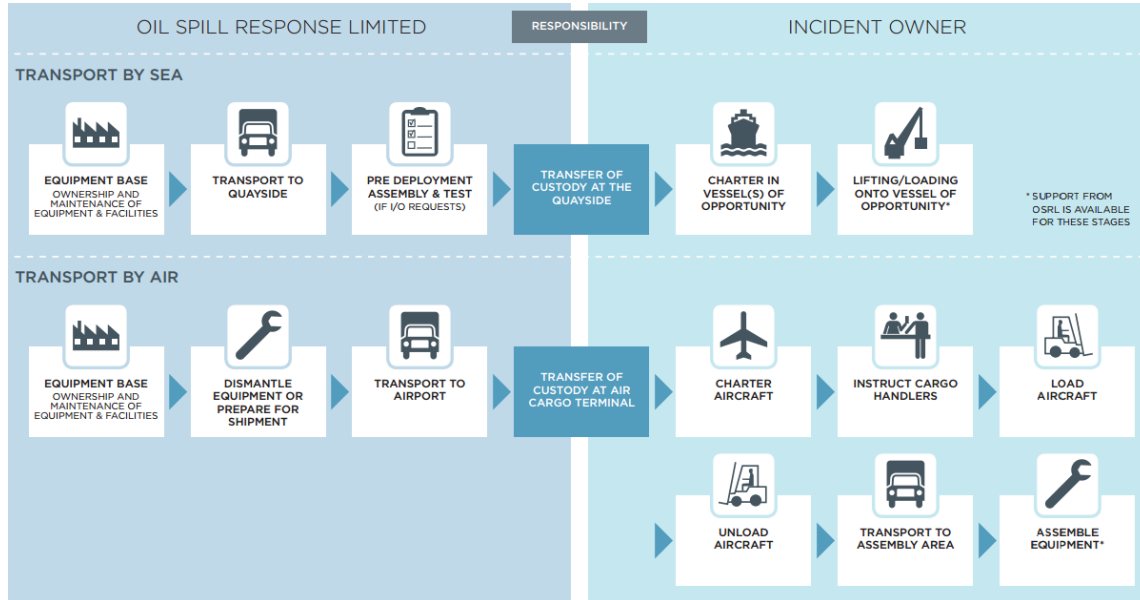 OIL SPILL RESPONSE LIMITED
RESPONSIBILITY
INCIDENT OWNER
TRANSPORT BY SEA
EQUIPMENT BASE
OWNERSHIP AND
MAINTENANCE OF
EQUIPMENT & FACILITIES
TRANSPORT TO
QUAYSIDE
PRE DEPLOYMENT
ASSEMBLY & TEST
(IF I/O REQUESTS)
TRANSFER OF
CUSTODY AT THE
QUAYSIDE
CHARTER IN
VESSEL(S) OF
OPPORTUNITY
LIFTING/LOADING
ONTO VESSEL OF
OPPORTUNITY*
* SUPPORT FROM
OSRL IS AVAILABLE
FOR THESE STAGES
TRANSPORT BY AIR
EQUIPMENT BASE
OWNERSHIP AND
MAINTENANCE OF
EQUIPMENT & FACILITIES
DISMANTLE
EQUIPMENT OR
PREPARE FOR
SHIPMENT
TRANSPORT TO
AIRPORT
TRANSFER OF
CUSTODY AT AIR
CARGO TERMINAL
CHARTER
AIRCRAFT
INSTRUCT CARGO
HANDLERS
LOAD
AIRCRAFT
UNLOAD
AIRCRAFT
TRANSPORT TO
ASSEMBLY AREA
ASSEMBLE
EQUIPMENT*